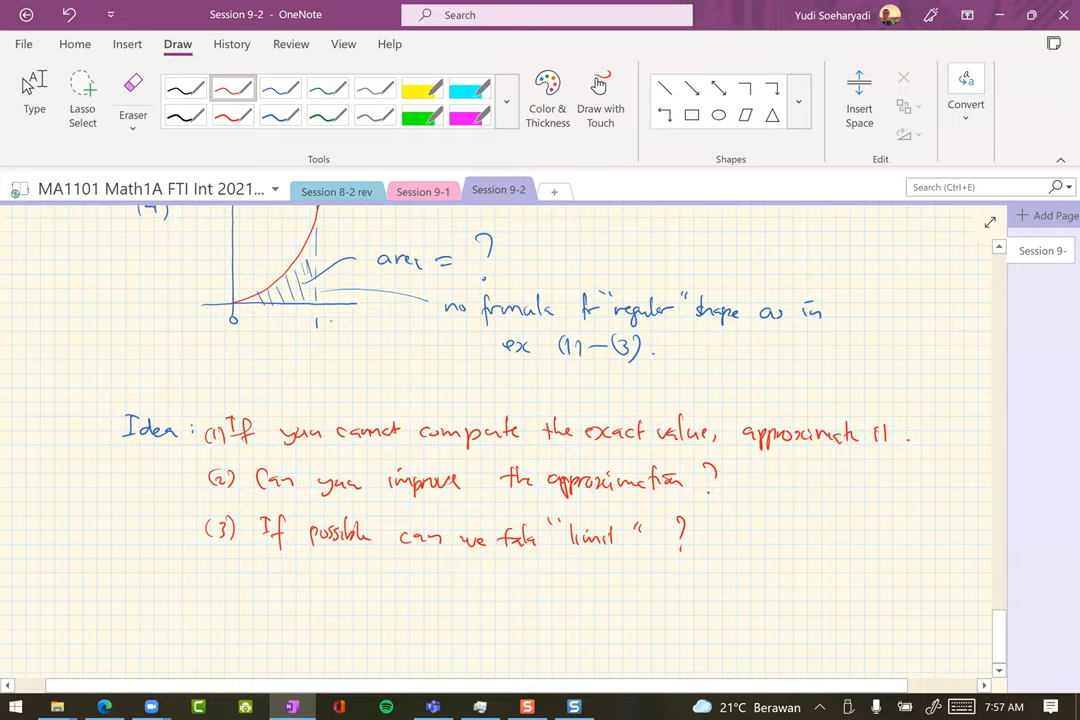 Session 9-2 - OneNote
Search
Yudi Soeharyadi
File Home Insert Draw History Review View Help
Type
Lasso Select
Eraser
Color & Thickness
Draw with Touch
Insert Space
Convert
Tools
Shapes
Edit
MA1101 Math1A FTI Int 2021...
Session 8-2 rev
Session 9-1
Session 9-2
Search (Ctrl+E)
Add Page
Session 9-
(4)
area = ?
no formula for "regular" shape as in
ex (1) – (3).
0
1
Idea : (1) If you cannot compute the exact value, approximate it.
(2) Can you improve the approximation ?
(3) If possible can we take "limit" ?
21°C Berawan
7:57 AM